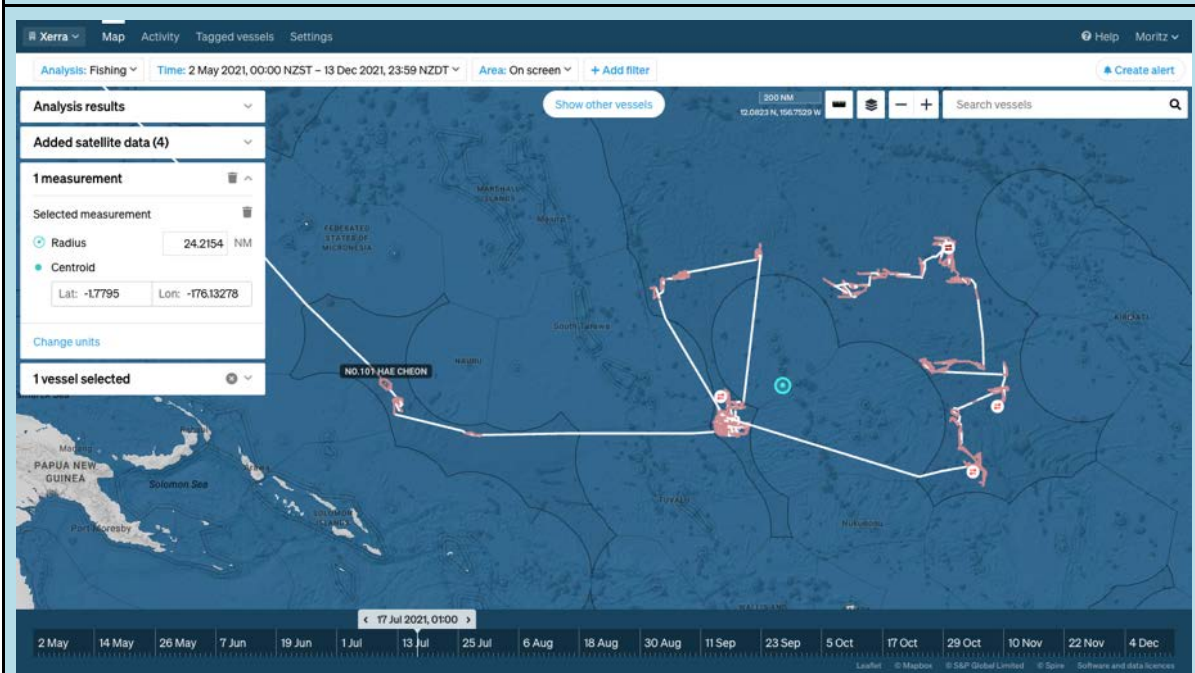 Xerra Map Activity Tagged vessels Settings Help Moritz
Analysis: Fishing Time: 2 May 2021, 00:00 NZST – 13 Dec 2021, 23:59 NZDT Area: On screen + Add filter Create alert
Analysis results
Show other vessels
200 NM
12.0823 N, 156.7529 W
Search vessels
Added satellite data (4)
1 measurement
Selected measurement
Radius 24.2154 NM
Centroid
Lat: -1.7795 Lon: -176.13278
Change units
1 vessel selected
MARSHALL
ISLANDS
Majuro
FEDERATED
STATES OF
MICRONESIA
KIRIBATI
South Tarawa
NAURU
NO.101 HAE CHEON
Madang
PAPUA NEW
GUINEA
Solomon Sea
Arawa
SOLOMON
ISLANDS
Port Moresby
TUVALU
Nukunonu
WALLIS AND
17 Jul 2021, 01:00
2 May 14 May 26 May 7 Jun 19 Jun 1 Jul 13 Jul 25 Jul 6 Aug 18 Aug 30 Aug 11 Sep 23 Sep 5 Oct 17 Oct 29 Oct 10 Nov 22 Nov 4 Dec
Leaflet © Mapbox © S&P Global Limited © Spire Software and data licences